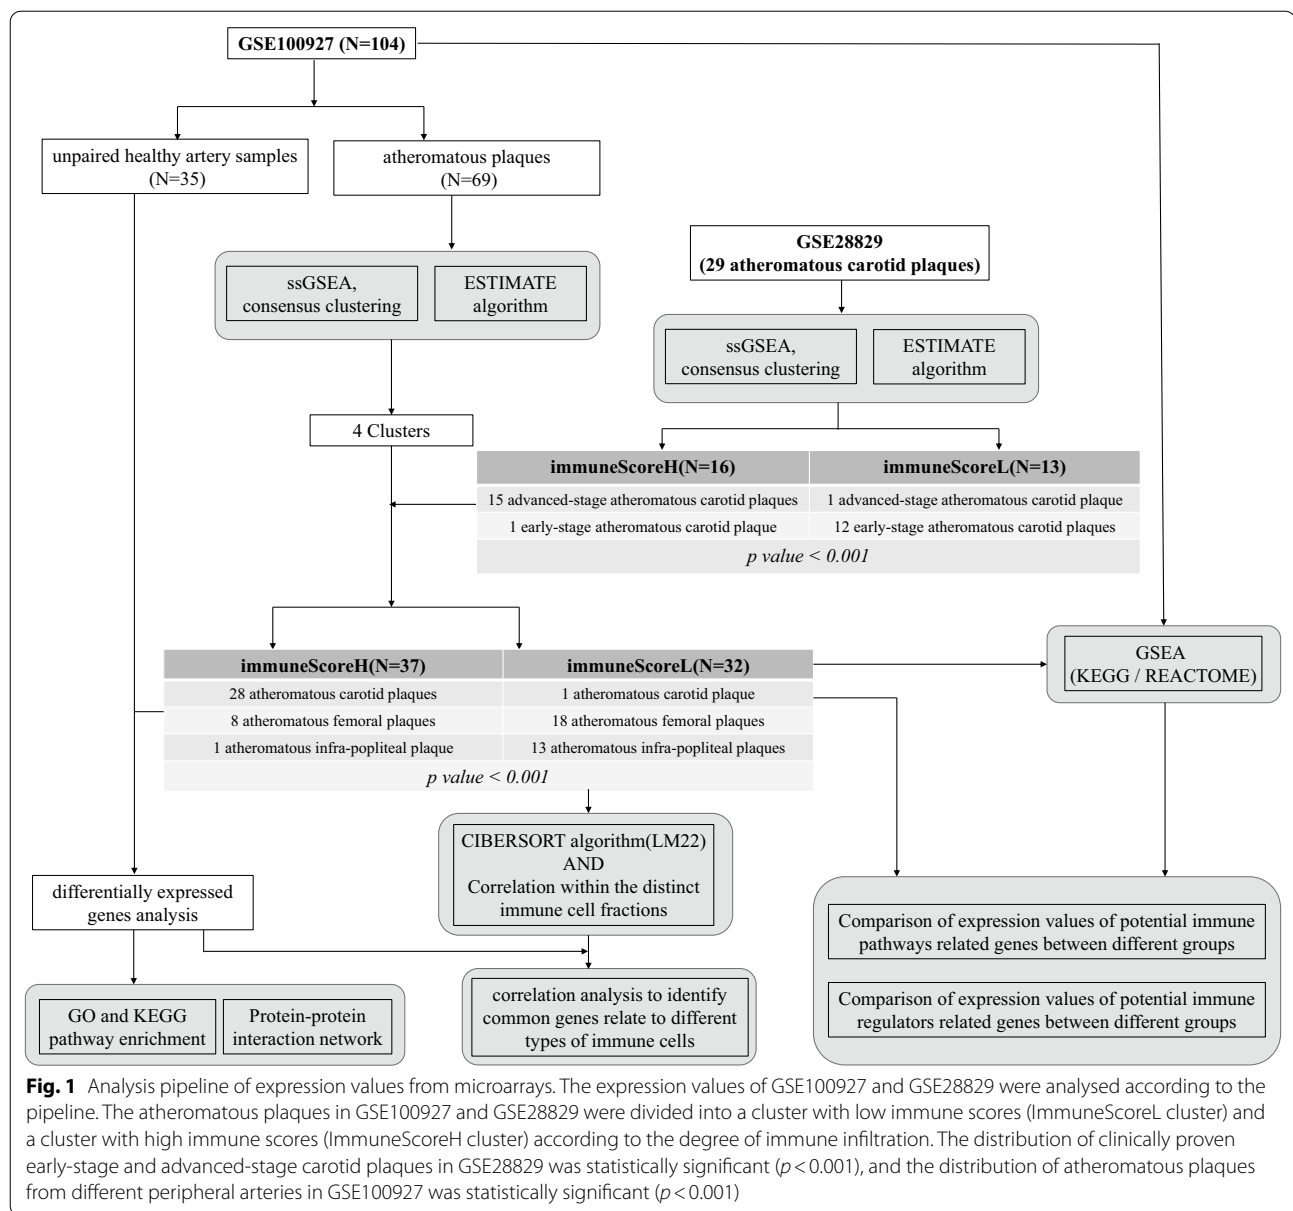 GSE100927 (N=104)
unpaired healthy artery samples
(N=35)
atheromatous plaques
(N=69)
GSE28829
(29 atheromatous carotid plaques)
ssGSEA,
consensus clustering
ESTIMATE
algorithm
ssGSEA,
consensus clustering
ESTIMATE
algorithm
4 Clusters
immuneScoreH(N=16) immuneScoreL(N=13)
15 advanced-stage atheromatous carotid plaques 1 advanced-stage atheromatous carotid plaque
1 early-stage atheromatous carotid plaque 12 early-stage atheromatous carotid plaques
p value < 0.001
immuneScoreH(N=37) immuneScoreL(N=32)
28 atheromatous carotid plaques 1 atheromatous carotid plaque
8 atheromatous femoral plaques 18 atheromatous femoral plaques
1 atheromatous infra-popliteal plaque 13 atheromatous infra-popliteal plaques
p value < 0.001
GSEA
(KEGG / REACTOME)
CIBERSORT algorithm(LM22)
AND
Correlation within the distinct
immune cell fractions
differentially expressed
genes analysis
Comparison of expression values of potential immune
pathways related genes between different groups
Comparison of expression values of potential immune
regulators related genes between different groups
GO and KEGG
pathway enrichment
Protein-protein
interaction network
correlation analysis to identify
common genes relate to different
types of immune cells
Fig. 1 Analysis pipeline of expression values from microarrays. The expression values of GSE100927 and GSE28829 were analysed according to the
pipeline. The atheromatous plaques in GSE100927 and GSE28829 were divided into a cluster with low immune scores (ImmuneScoreL cluster) and
a cluster with high immune scores (ImmuneScoreH cluster) according to the degree of immune infiltration. The distribution of clinically proven
early-stage and advanced-stage carotid plaques in GSE28829 was statistically significant (p < 0.001), and the distribution of atheromatous plaques
from different peripheral arteries in GSE100927 was statistically significant (p < 0.001)